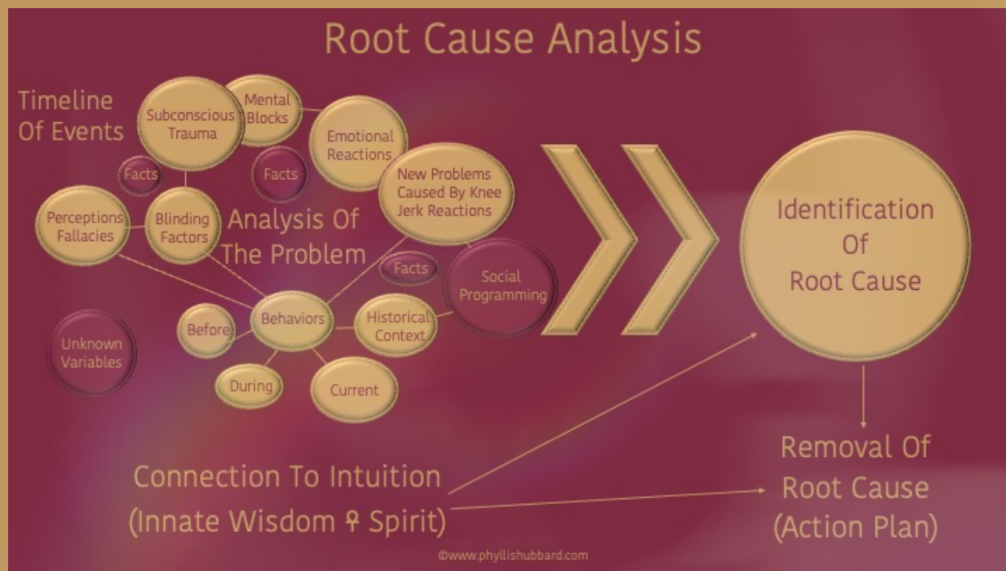 Root Cause Analysis
Timeline
Of Events
Subconscious
Trauma
Mental
Blocks
Emotional
Reactions
Facts
Facts
New Problems
Caused By Knee
Jerk Reactions
Perceptions
Fallacies
Blinding
Factors
Analysis Of
The Problem
Facts
Social
Programming
Identification
Of
Root Cause
Unknown
Variables
Before
Behaviors
Historical
Context
During
Current
Connection To Intuition
(Innate Wisdom & Spirit)
Removal Of
Root Cause
(Action Plan)
©www.phyllishubbard.com